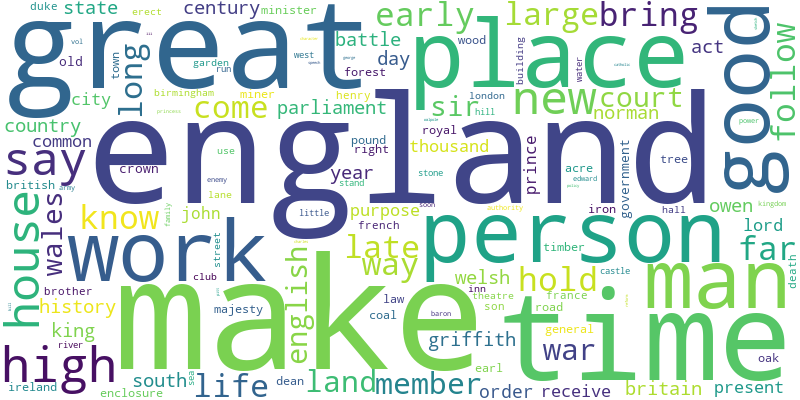 duke erect
state century minister great early large bring
vol
old town long west garden run battle wood day place building water act good follow
city birmingham miner forest henry parliament sir london hill new court norman power
come country
common england say crown use pound right year royal thousand prince government acre edward tree
british army enemy lane stand stone
wales house know john family street little purpose french late way authority soon person iron hall owen kingdom lord far death
work english welsh timber castle
brother club inn theatre france hold man
history majesty law coal son road
king make griffith general time
river war baron earl oak
high ireland south sea life dean land member order receive britain present
enclosure